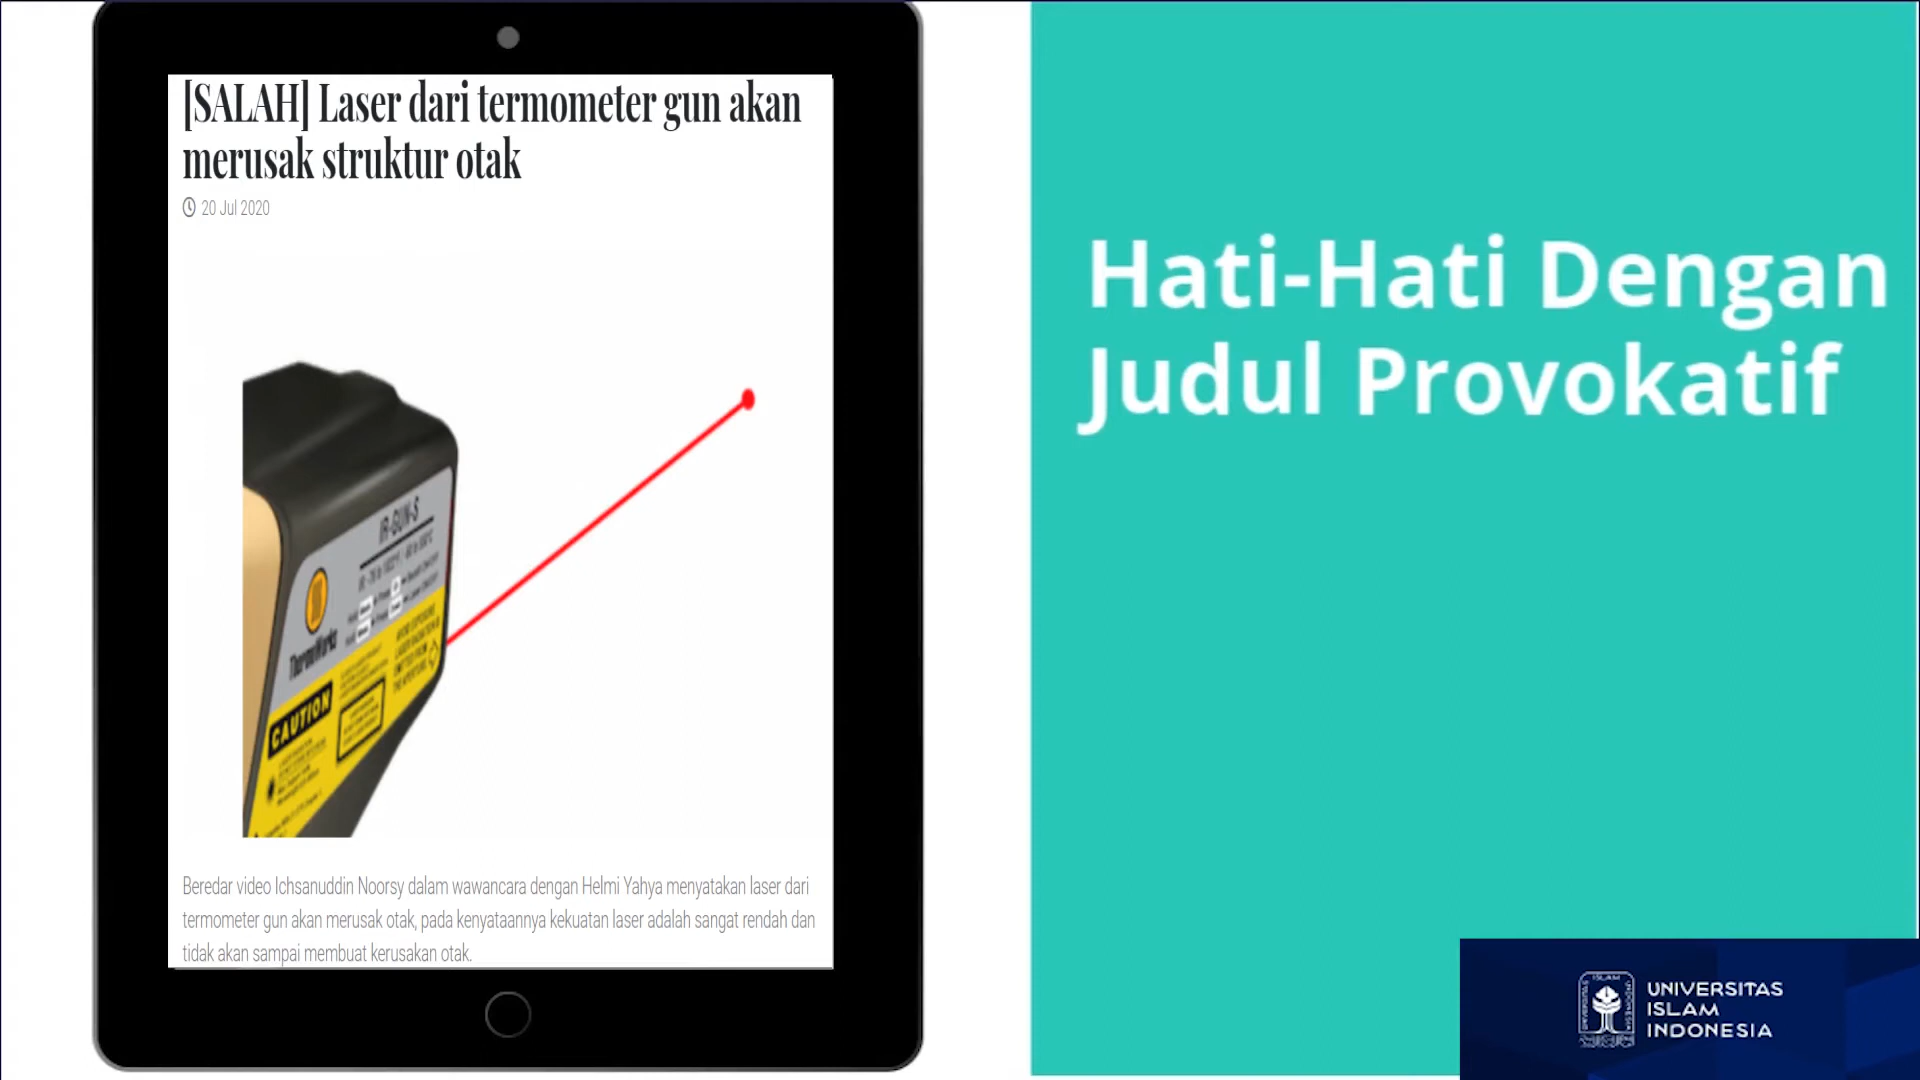 [SALAH] Laser dari termometer gun akan
merusak struktur otak
20 Jul 2020
IR-GUN-S
ThermoWorks
CAUTION
Beredar video Ichsanuddin Noorsy dalam wawancara dengan Helmi Yahya menyatakan laser dari
termometer gun akan merusak otak, pada kenyataannya kekuatan laser adalah sangat rendah dan
tidak akan sampai membuat kerusakan otak.
Hati-Hati Dengan
Judul Provokatif
UNIVERSITAS
ISLAM
INDONESIA